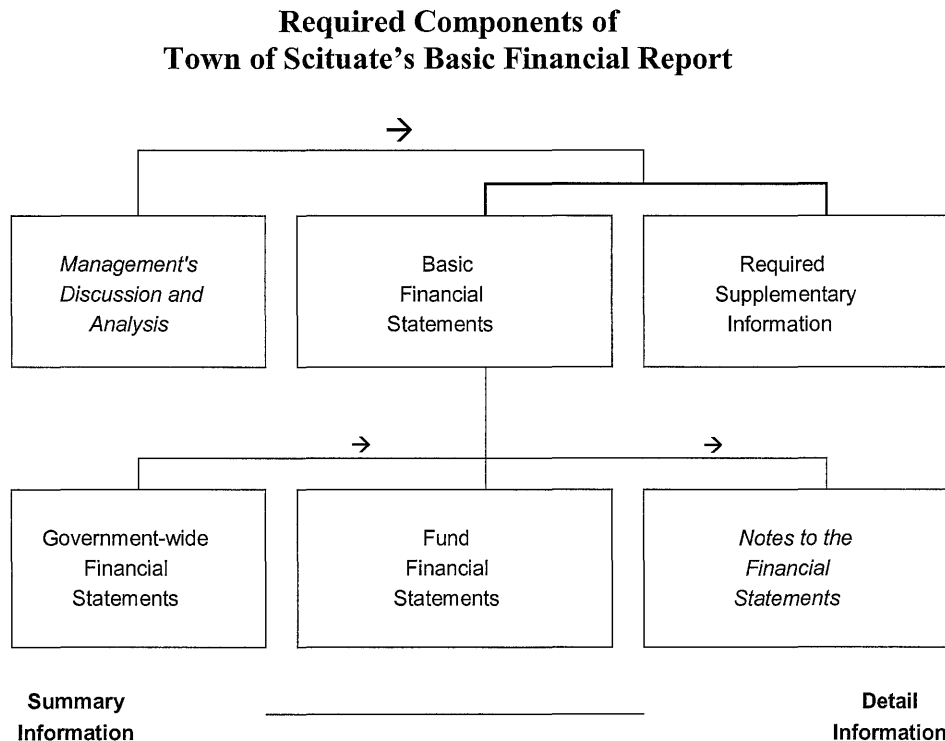 Required Components of
Town of Scituate's Basic Financial Report
→
Management's
Discussion and
Analysis
Basic
Financial
Statements
Required
Supplementary
Information
→ →
Government-wide
Financial
Statements
Fund
Financial
Statements
Notes to the
Financial
Statements
Summary
Information
Detail
Information